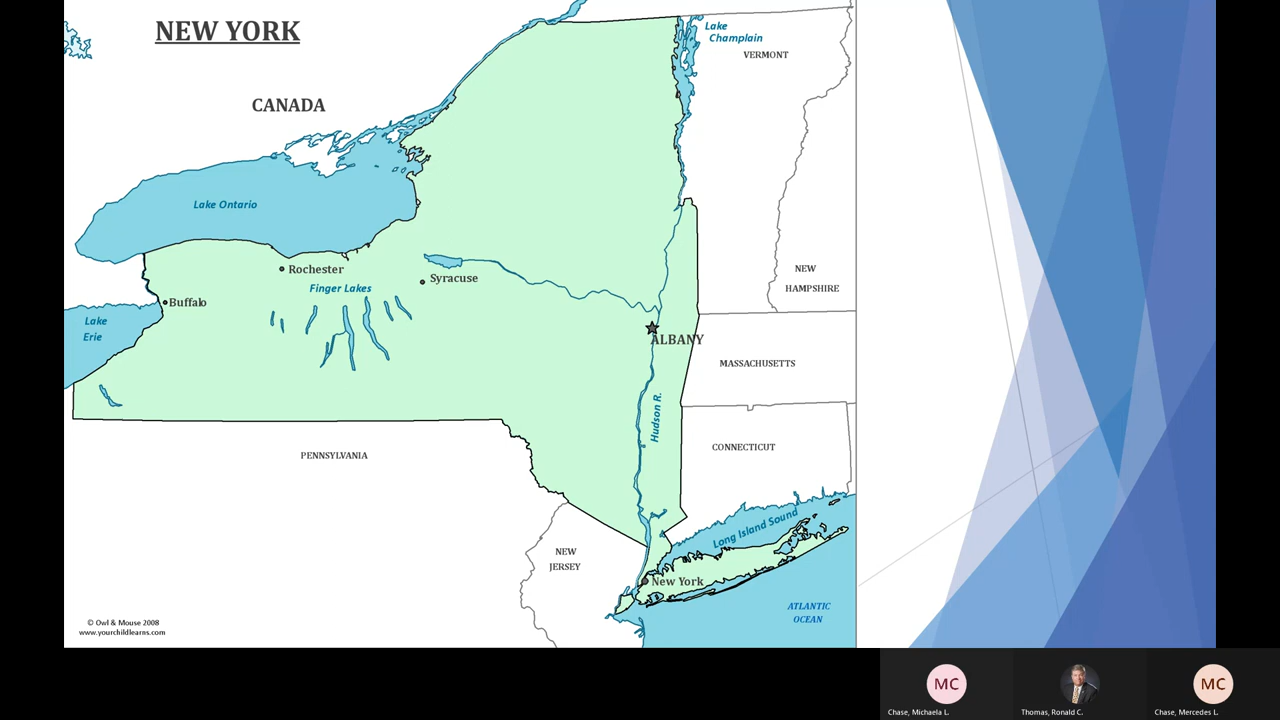 NEW YORK
Lake
Champlain
VERMONT
CANADA
Lake Ontario
NEW
HAMPSHIRE
Rochester
Syracuse
Finger Lakes
Buffalo
Lake
Erie
ALBANY
MASSACHUSETTS
Hudson R.
CONNECTICUT
PENNSYLVANIA
Long Island Sound
NEW
JERSEY
New York
ATLANTIC
OCEAN
© Owl & Mouse 2008
www.yourchildlearns.com
MC
MC
Chase, Michaela L.
Thomas, Ronald C.
Chase, Mercedes L.